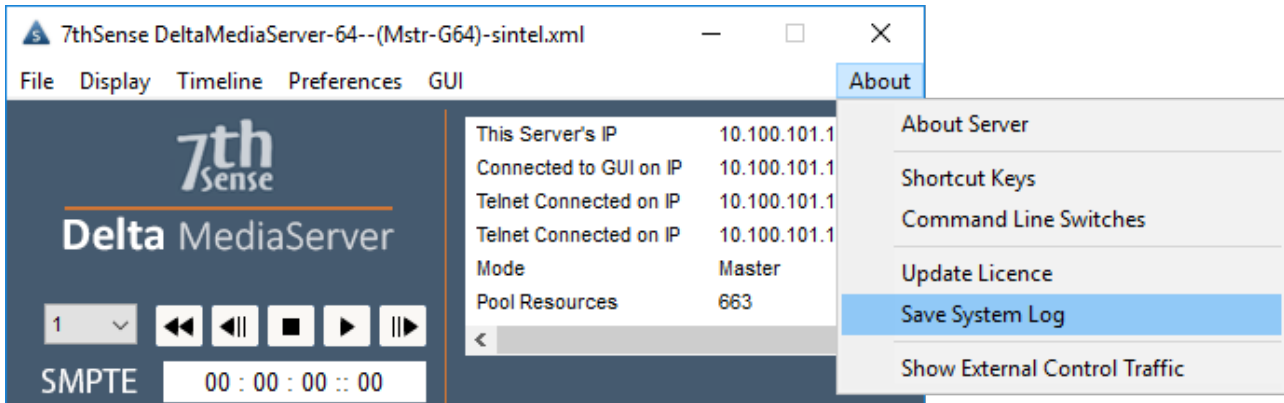 7thSense DeltaMediaServer-64--(Mstr-G64)-sintel.xml
File Display Timeline Preferences GUI About
7th
Sense
Delta MediaServer
1
SMPTE 00 : 00 : 00 :: 00
This Server's IP 10.100.101.1
Connected to GUI on IP 10.100.101.1
Telnet Connected on IP 10.100.101.1
Telnet Connected on IP 10.100.101.1
Mode Master
Pool Resources 663
About Server
Shortcut Keys
Command Line Switches
Update Licence
Save System Log
Show External Control Traffic